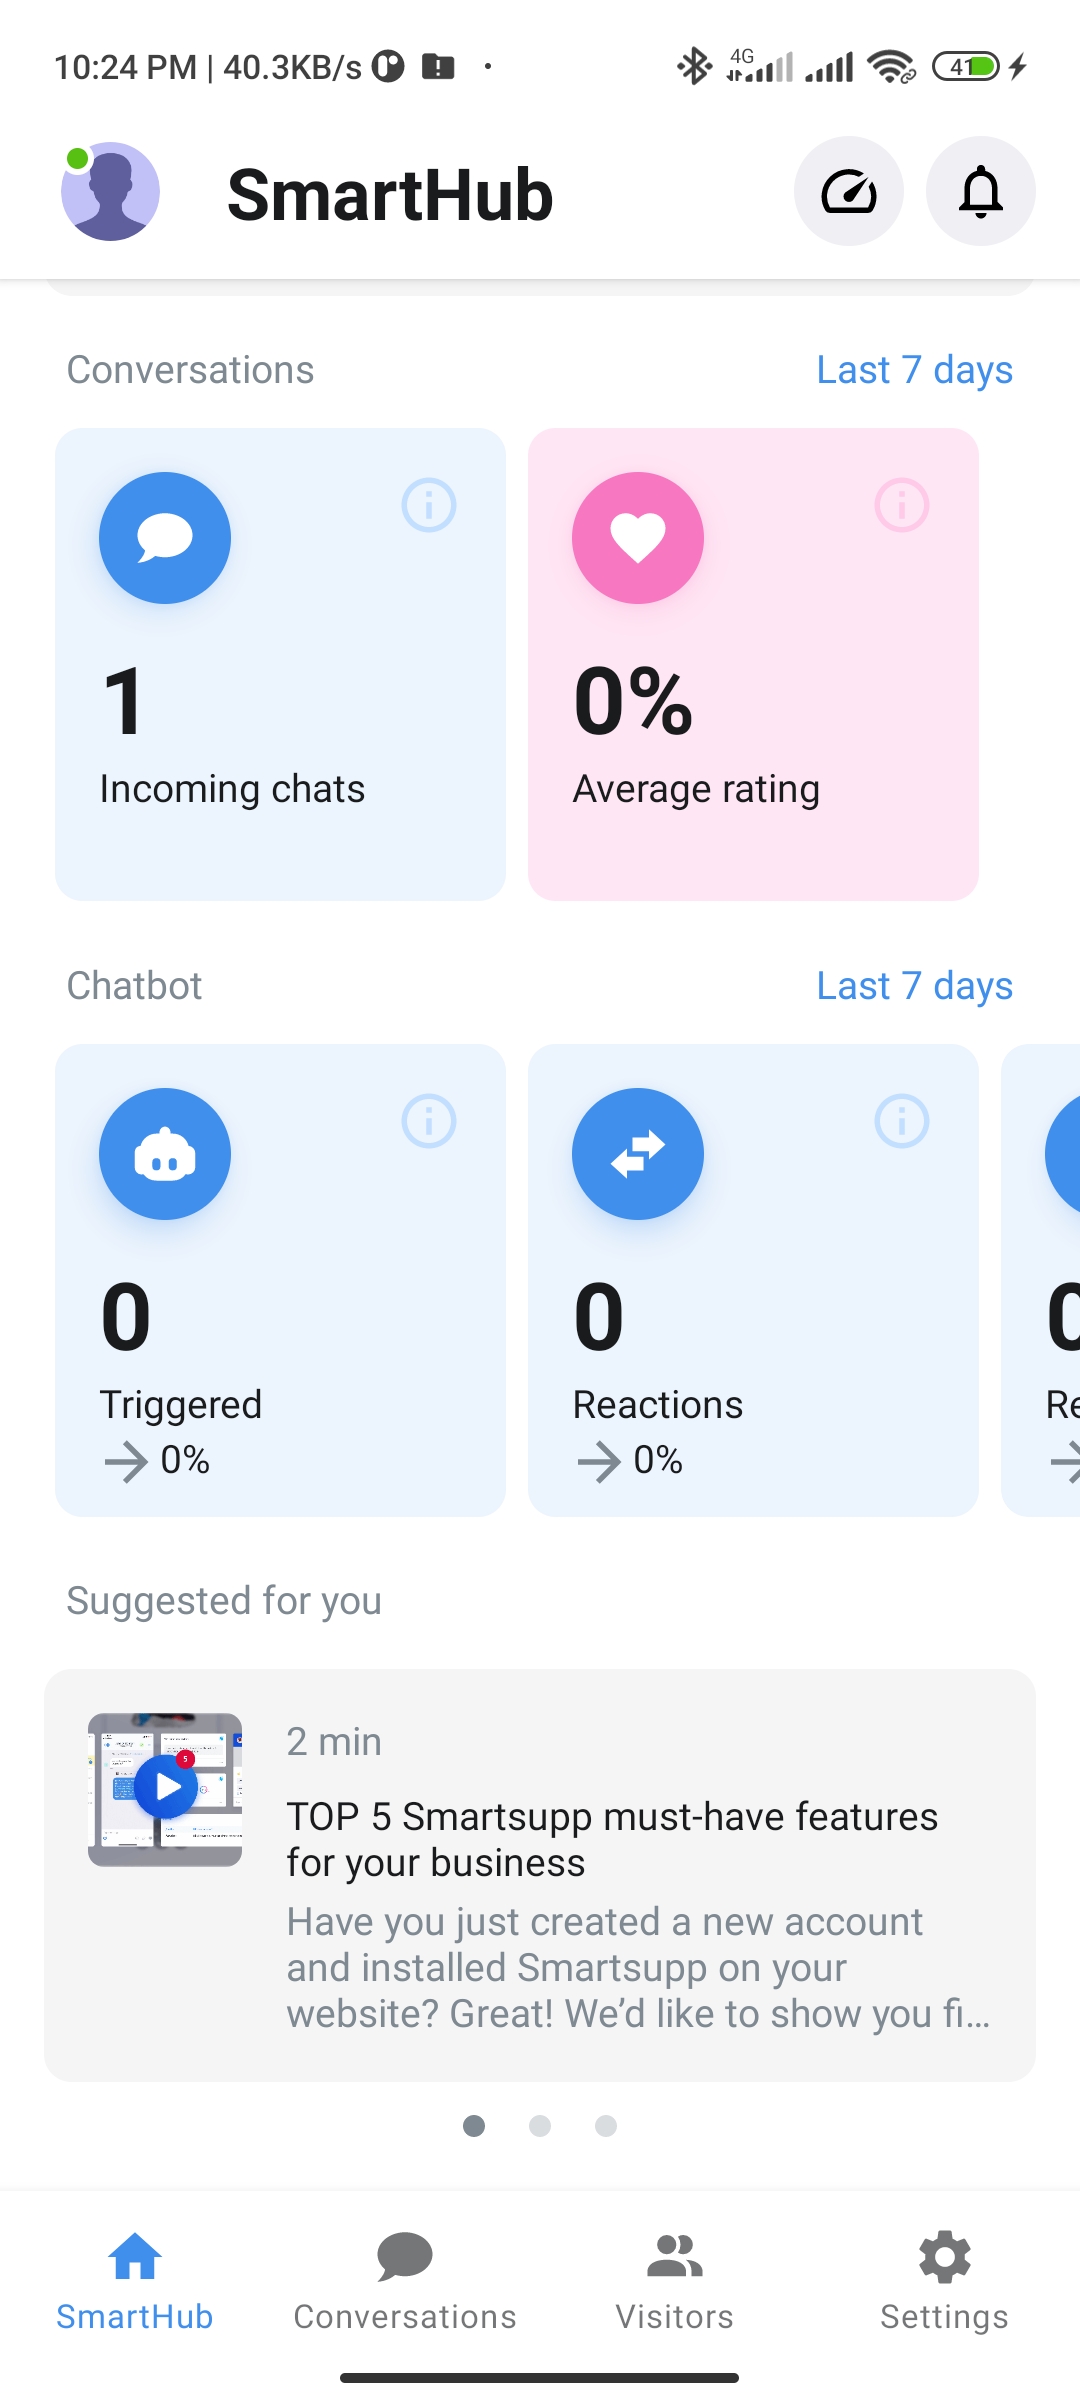 10:24 PM | 40.3KB/s
4G
41
SmartHub
Conversations
Last 7 days
1
Incoming chats
0%
Average rating
Chatbot
Last 7 days
0
Triggered
0%
0
Reactions
0%
0
Re
Suggested for you
5
2 min
TOP 5 Smartsupp must-have features
for your business
Have you just created a new account
and installed Smartsupp on your
website? Great! We’d like to show you fi...
SmartHub
Conversations
Visitors
Settings